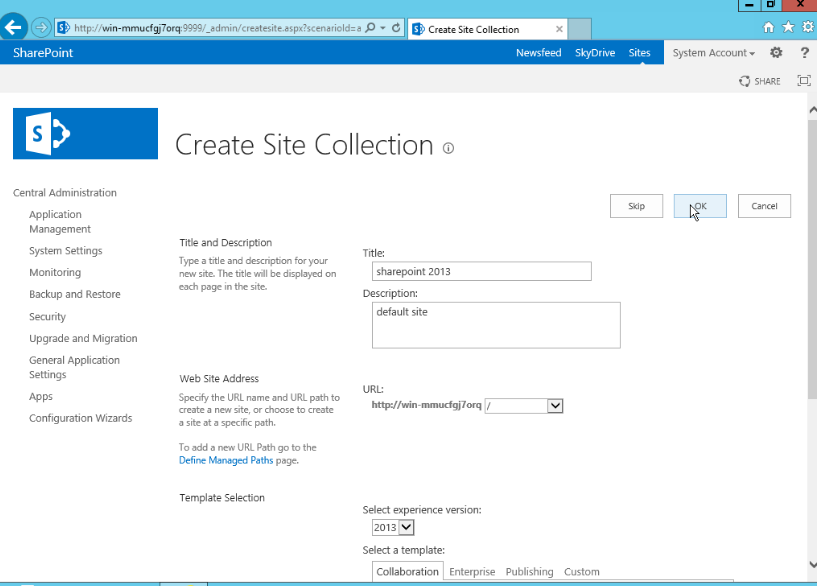 http://win-mmucfgj7orq:9999/_admin/createsite.aspx?scenarioId=a
Create Site Collection
SharePoint
Newsfeed SkyDrive Sites System Account ?
SHARE
S
Create Site Collection
Central Administration
Application
Management
System Settings
Monitoring
Backup and Restore
Security
Upgrade and Migration
General Application
Settings
Apps
Configuration Wizards
Skip OK Cancel
Title and Description
Type a title and description for your
new site. The title will be displayed on
each page in the site.
Title:
sharepoint 2013
Description:
default site
Web Site Address
Specify the URL name and URL path to
create a new site, or choose to create
a site at a specific path.
To add a new URL Path go to the
Define Managed Paths page.
URL:
http://win-mmucfgj7orq /
Template Selection
Select experience version:
2013
Select a template:
Collaboration Enterprise Publishing Custom